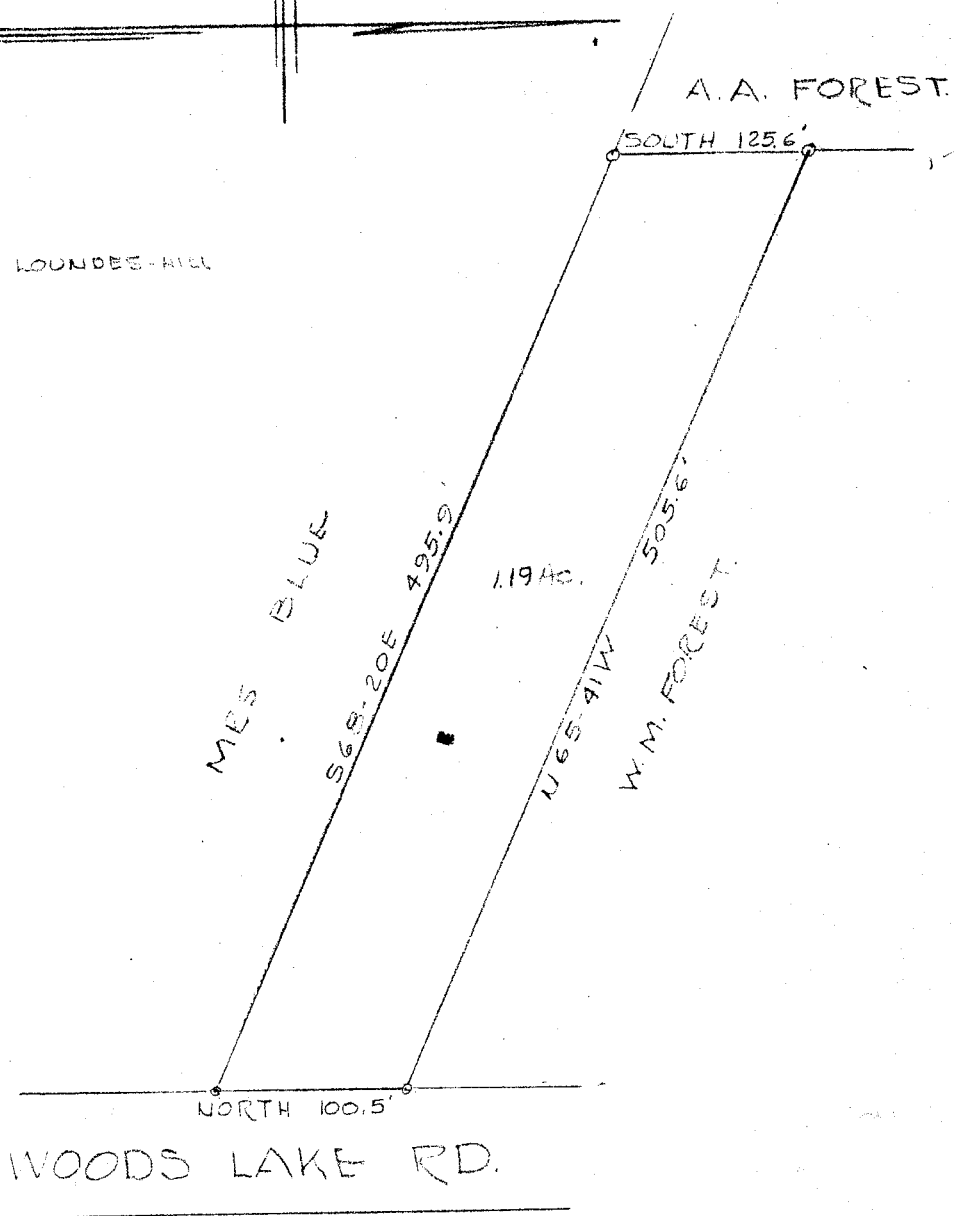 A.A. FOREST.
SOUTH 125.6'
LOUNDES-HILL
MRS BLUE
S68-20E 495.9'
1.19 Ac.
N65-41W 505.6'
W.M. FOREST.
NORTH 100.5'
WOODS LAKE RD.